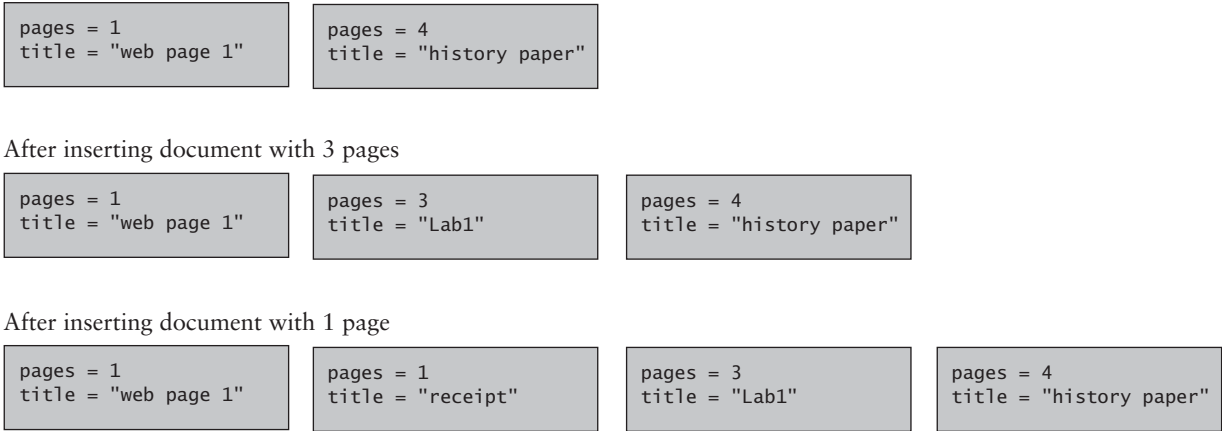 pages = 1
title = "web page 1"
pages = 4
title = "history paper"
After inserting document with 3 pages
pages = 1
title = "web page 1"
pages = 3
title = "Lab1"
pages = 4
title = "history paper"
After inserting document with 1 page
pages = 1
title = "web page 1"
pages = 1
title = "receipt"
pages = 3
title = "Lab1"
pages = 4
title = "history paper"